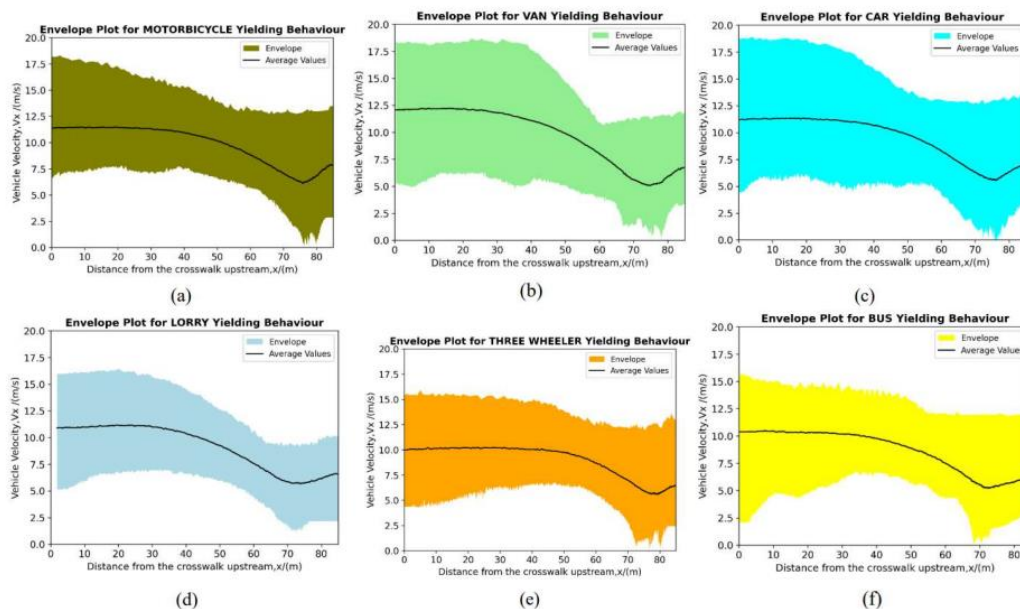 Envelope Plot for MOTORBICYCLE Yielding Behaviour
20.0
17.5
15.0
12.5
10.0
7.5
5.0
2.5
0.0
Vehicle Velocity,Vx /(m/s)
Envelope
Average Values
0 10 20 30 40 50 60 70 80
Distance from the crosswalk upstream,x/(m)
(a)
Envelope Plot for VAN Yielding Behaviour
20.0
17.5
15.0
12.5
10.0
7.5
5.0
2.5
0.0
Vehicle Velocity,Vx /(m/s)
Envelope
Average Values
0 10 20 30 40 50 60 70 80
Distance from the crosswalk upstream,x/(m)
(b)
Envelope Plot for CAR Yielding Behaviour
20.0
17.5
15.0
12.5
10.0
7.5
5.0
2.5
0.0
Vehicle Velocity,Vx /(m/s)
Envelope
Average Values
0 10 20 30 40 50 60 70 80
Distance from the crosswalk upstream,x/(m)
(c)
Envelope Plot for LORRY Yielding Behaviour
20.0
17.5
15.0
12.5
10.0
7.5
5.0
2.5
0.0
Vehicle Velocity,Vx /(m/s)
Envelope
Average Values
0 10 20 30 40 50 60 70 80
Distance from the crosswalk upstream,x/(m)
(d)
Envelope Plot for THREE WHEELER Yielding Behaviour
20.0
17.5
15.0
12.5
10.0
7.5
5.0
2.5
0.0
Vehicle Velocity,Vx /(m/s)
Envelope
Average Values
0 10 20 30 40 50 60 70 80
Distance from the crosswalk upstream,x/(m)
(e)
Envelope Plot for BUS Yielding Behaviour
20.0
17.5
15.0
12.5
10.0
7.5
5.0
2.5
0.0
Vehicle Velocity,Vx /(m/s)
Envelope
Average Values
0 10 20 30 40 50 60 70 80
Distance from the crosswalk upstream,x/(m)
(f)